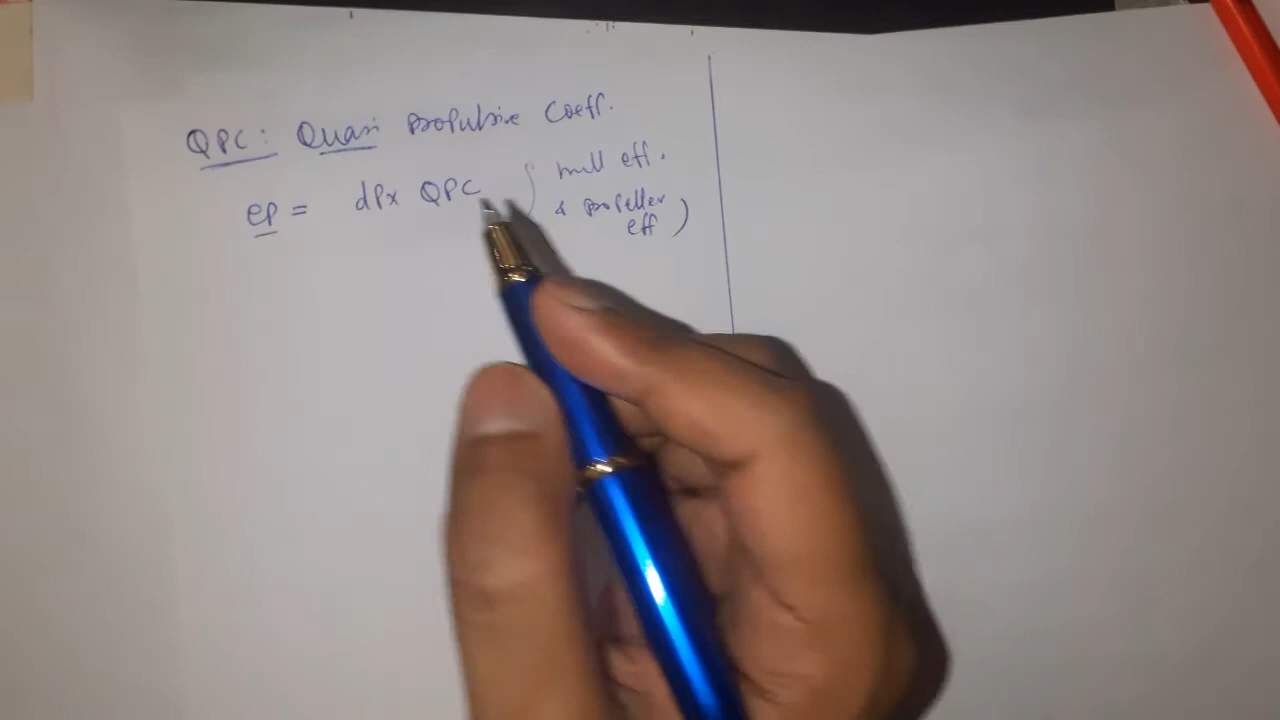 QPC: Quasi Propulsive Coeff.
ep = dp x QPC ( hull eff.
& propeller
eff )